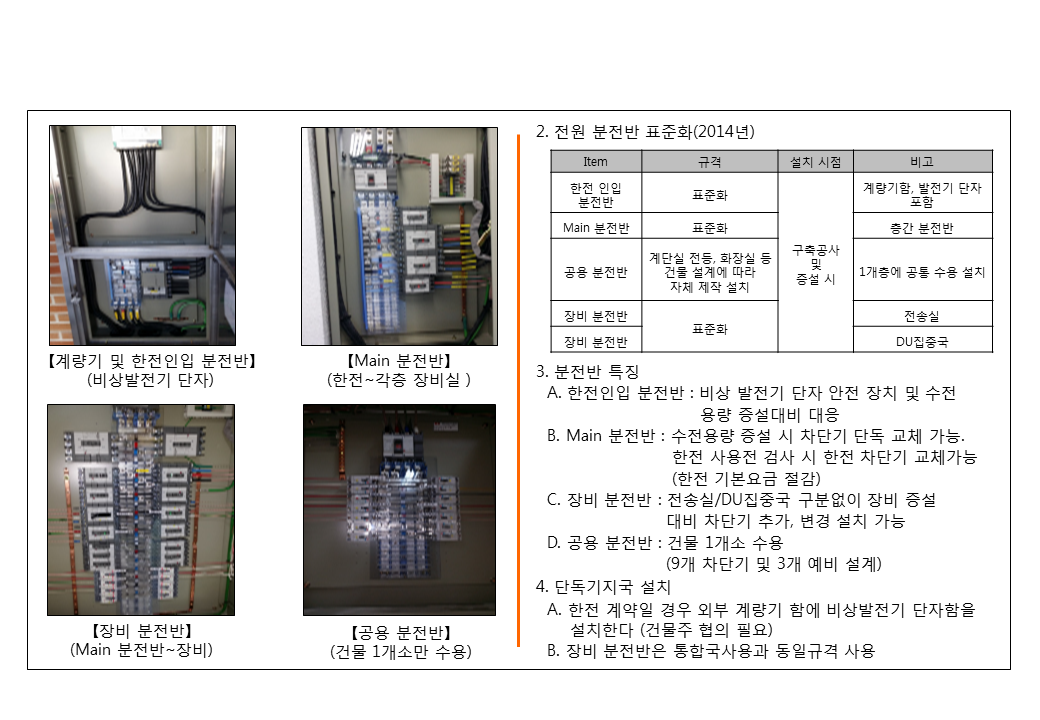 【계량기 및 한전인입 분전반】
(비상발전기 단자)
【Main 분전반】
(한전~각층 장비실 )
【장비 분전반】
(Main 분전반~장비)
【공용 분전반】
(건물 1개소만 수용)
2. 전원 분전반 표준화(2014년)
Item 규격 설치 시점 비고
한전 인입
분전반
표준화
계량기함, 발전기 단자
포함
Main 분전반 표준화 층간 분전반
구축공사
및
증설 시
공용 분전반
계단실 전등, 화장실 등
건물 설계에 따라
자체 제작 설치
1개층에 공통 수용 설치
장비 분전반 전송실
표준화
장비 분전반 DU집중국
3. 분전반 특징
A. 한전인입 분전반 : 비상 발전기 단자 안전 장치 및 수전
용량 증설대비 대응
B. Main 분전반 : 수전용량 증설 시 차단기 단독 교체 가능.
한전 사용전 검사 시 한전 차단기 교체가능
(한전 기본요금 절감)
C. 장비 분전반 : 전송실/DU집중국 구분없이 장비 증설
대비 차단기 추가, 변경 설치 가능
D. 공용 분전반 : 건물 1개소 수용
(9개 차단기 및 3개 예비 설계)
4. 단독기지국 설치
A. 한전 계약일 경우 외부 계량기 함에 비상발전기 단자함을
설치한다 (건물주 협의 필요)
B. 장비 분전반은 통합국사용과 동일규격 사용